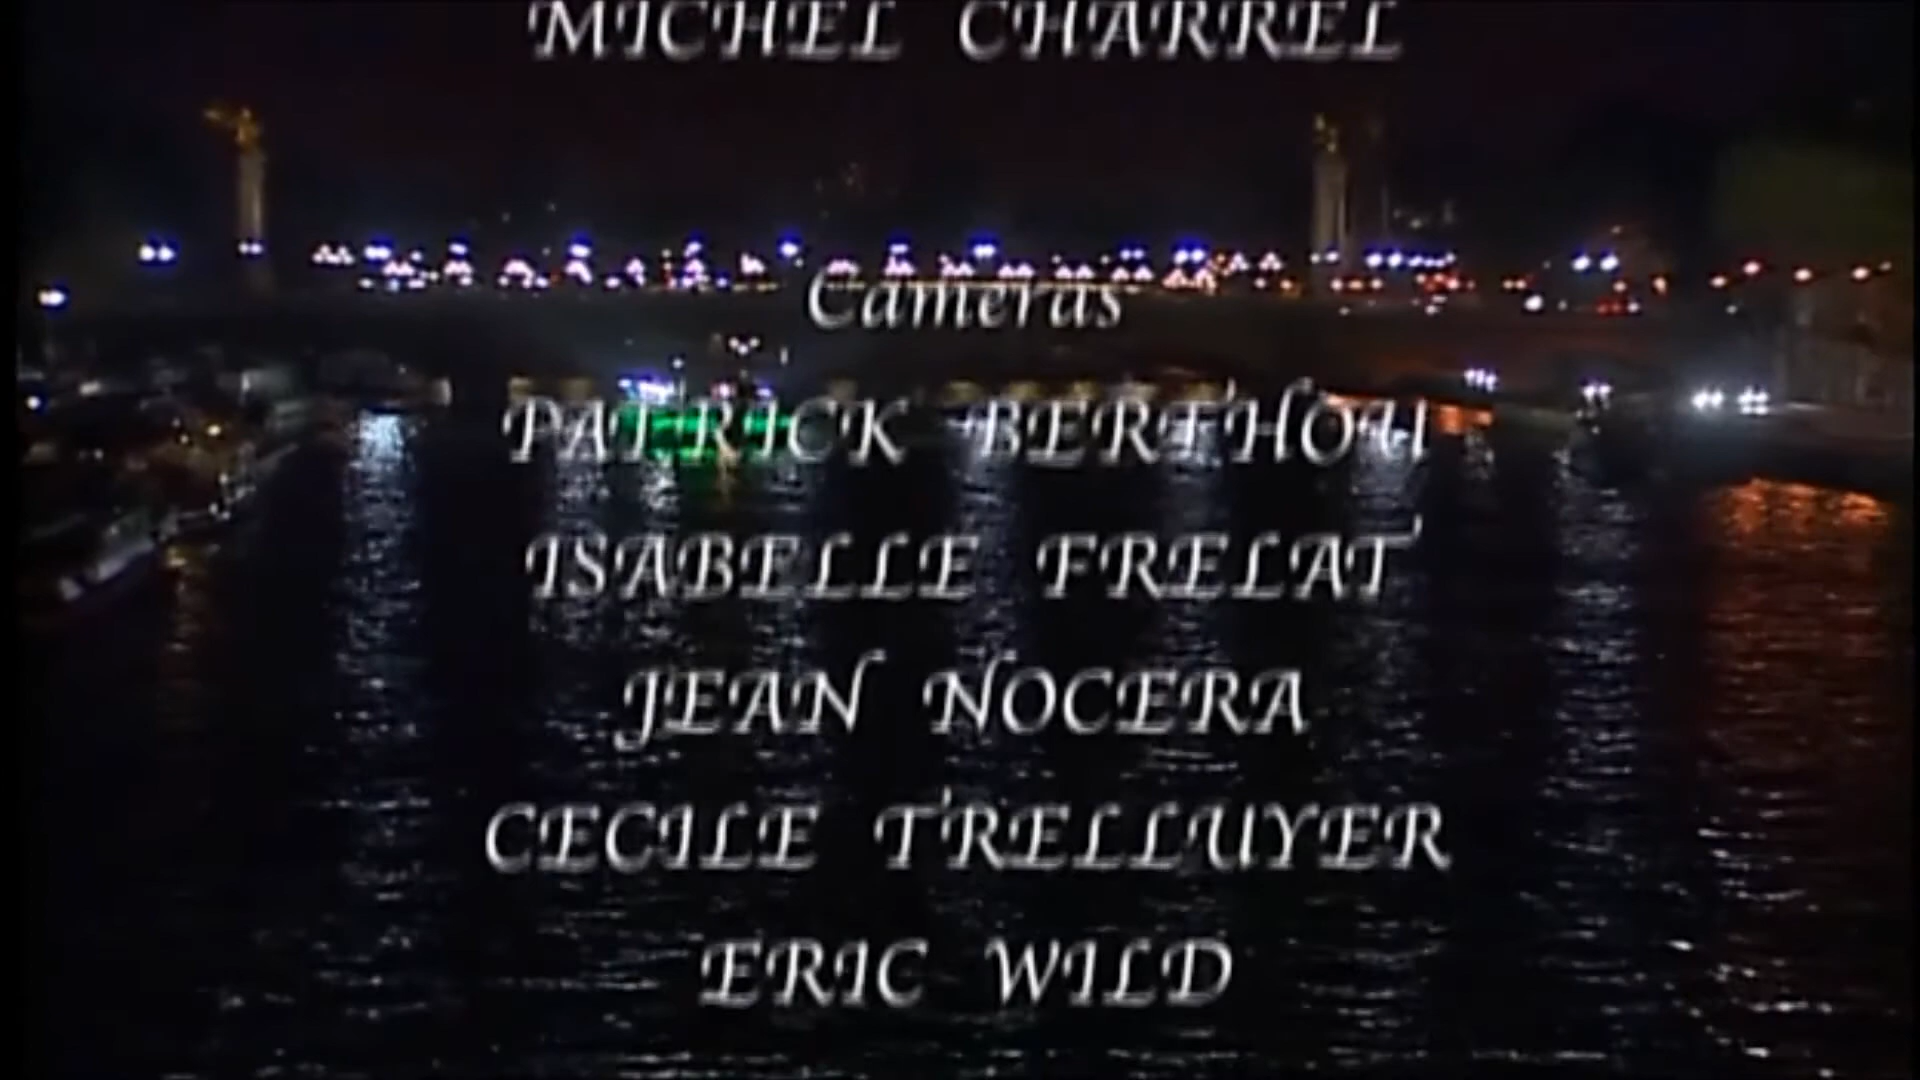 MICHEL CHARREL
Cameras
PATRICK BERTHOU
ISABELLE FRELAT
JEAN NOCERA
CECILE TRELLUYER
ERIC WILD